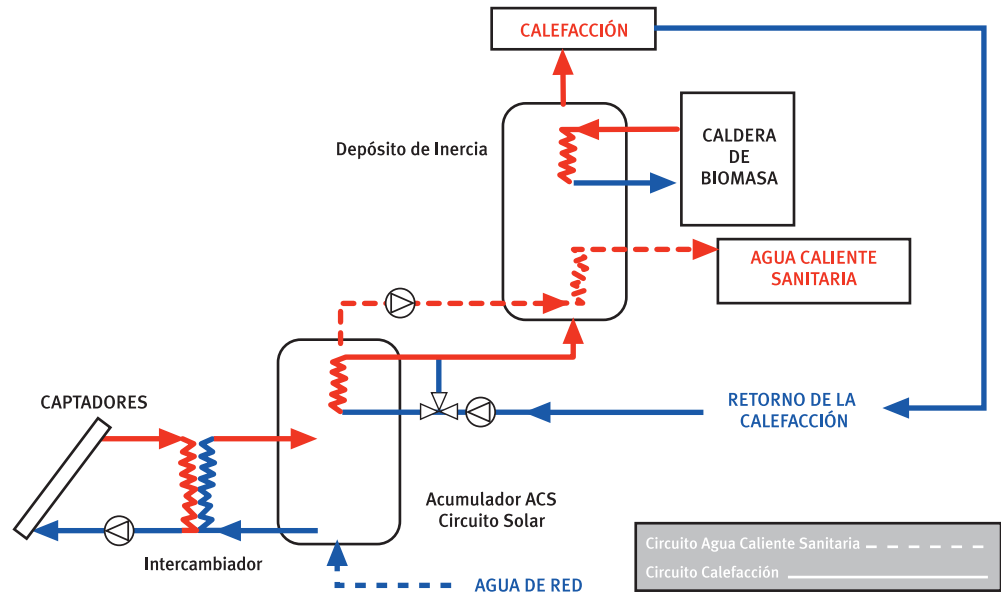 CALEFACCIÓN
Depósito de Inercia
CALDERA
DE
BIOMASA
AGUA CALIENTE
SANITARIA
CAPTADORES
RETORNO DE LA
CALEFACCIÓN
Acumulador ACS
Circuito Solar
Intercambiador
AGUA DE RED
Circuito Agua Caliente Sanitaria
Circuito Calefacción